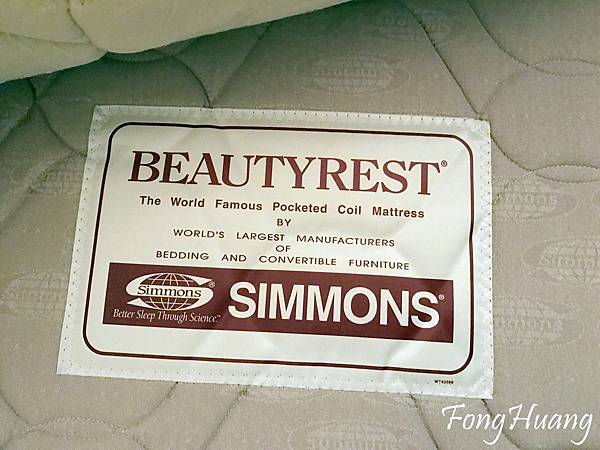 BEAUTYREST®
The World Famous Pocketed Coil Mattress
BY
WORLD'S LARGEST MANUFACTURERS
OF
BEDDING AND CONVERTIBLE FURNITURE
Simmons®
Better Sleep Through Science.™
SIMMONS®
FongHuang